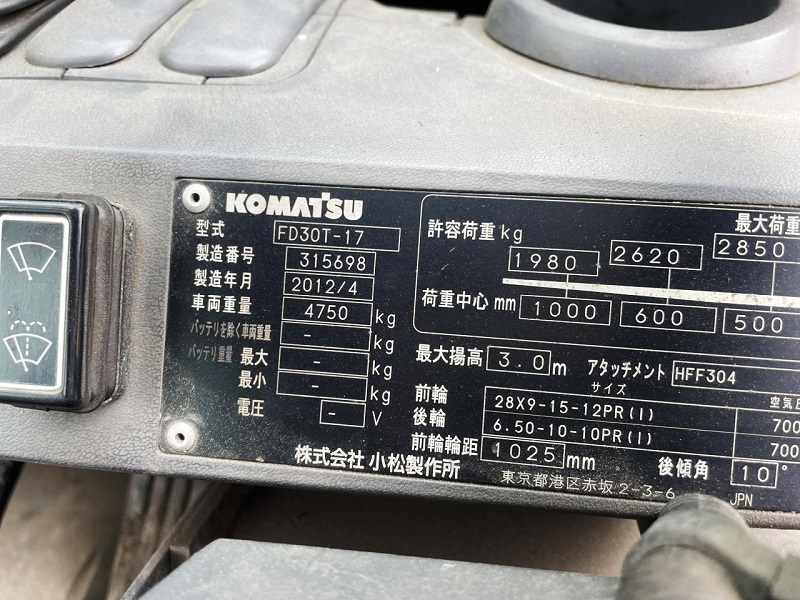 KOMATSU
型式 FD30T-17
製造番号 315698
製造年月 2012/4
車両重量 4750 kg
バッテリを除く車両重量 - kg
バッテリ重量 最大 - kg
最小 - kg
電圧 - V
最大荷重
許容荷重 kg 1980 2620 2850
荷重中心 mm 1000 600 500
最大揚高 3.0 m アタッチメント HFF304
サイズ
前輪 28X9-15-12PR(I) 700
後輪 6.50-10-10PR(I) 700
前輪輪距 1025 mm 後傾角 10°
株式会社 小松製作所 東京都港区赤坂 2-3-6 JPN